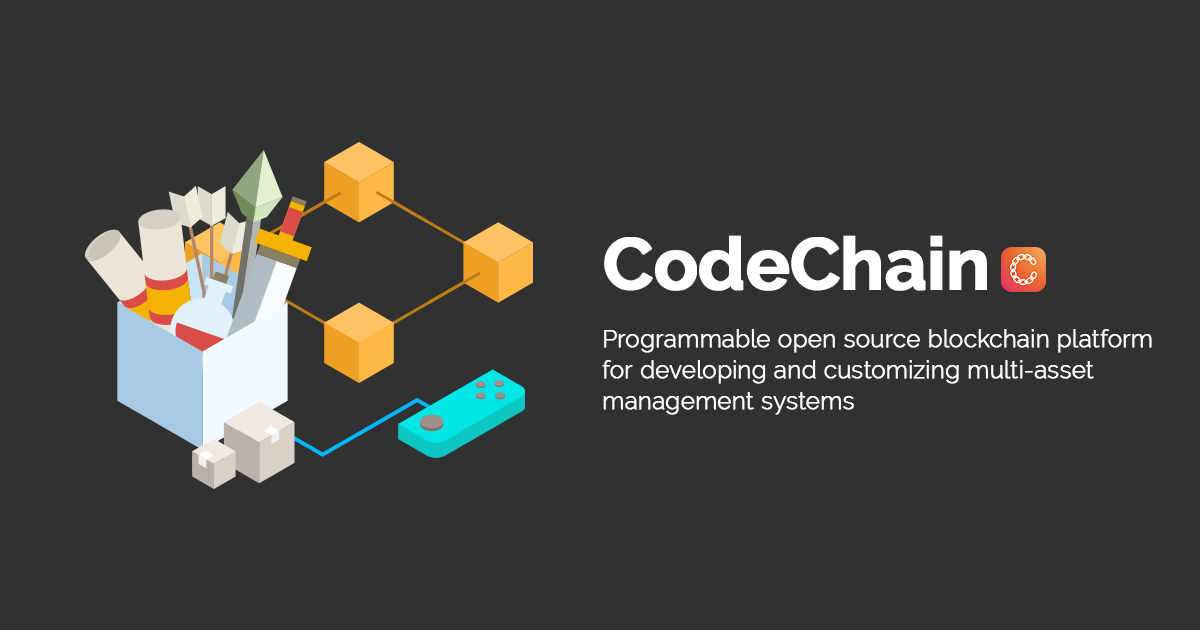 CodeChain
Programmable open source blockchain platform
for developing and customizing multi-asset
management systems